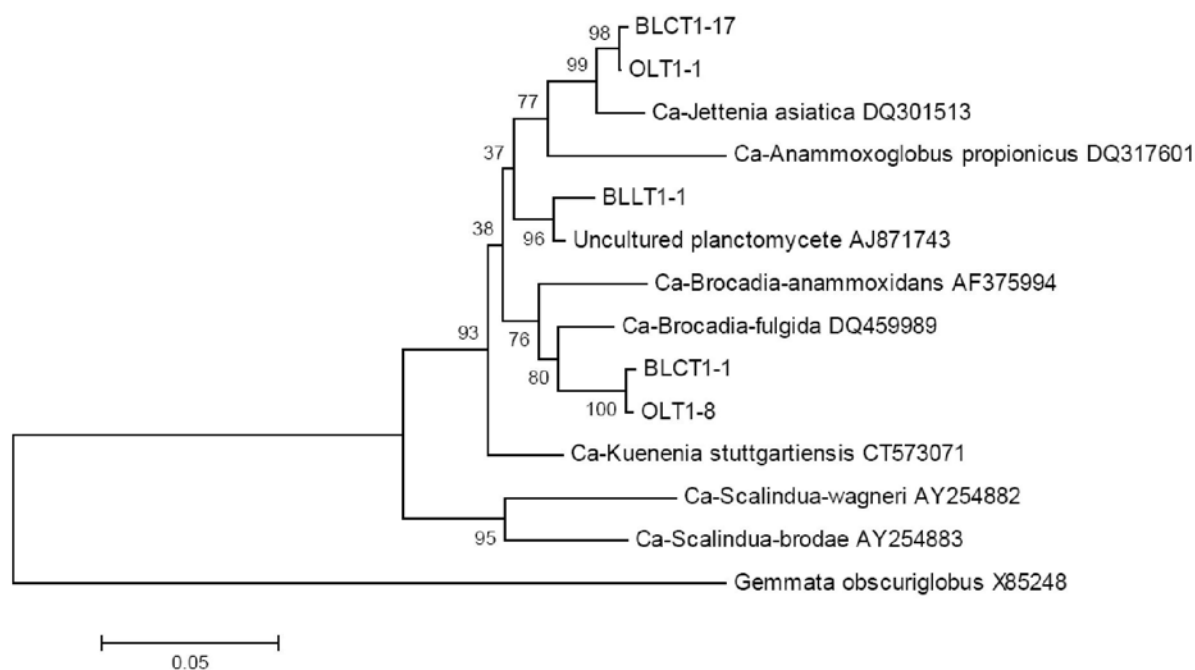 98
BLCT1-17
OLT1-1
99
Ca-Jettenia asiatica DQ301513
77
Ca-Anammoxoglobus propionicus DQ317601
37
BLLT1-1
96
Uncultured planctomycete AJ871743
38
Ca-Brocadia-anammoxidans AF375994
76
Ca-Brocadia-fulgida DQ459989
93
80
BLCT1-1
100
OLT1-8
Ca-Kuenenia stuttgartiensis CT573071
Ca-Scalindua-wagneri AY254882
95
Ca-Scalindua-brodae AY254883
Gemmata obscuriglobus X85248
0.05